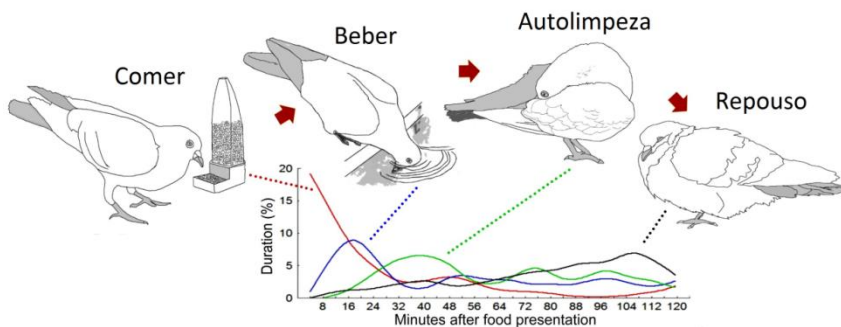 Comer
Beber
Autolimpeza
Repouso
Duration (%)
20
15
10
5
0
8 16 24 32 40 48 56 64 72 80 88 96 104 112 120
Minutes after food presentation